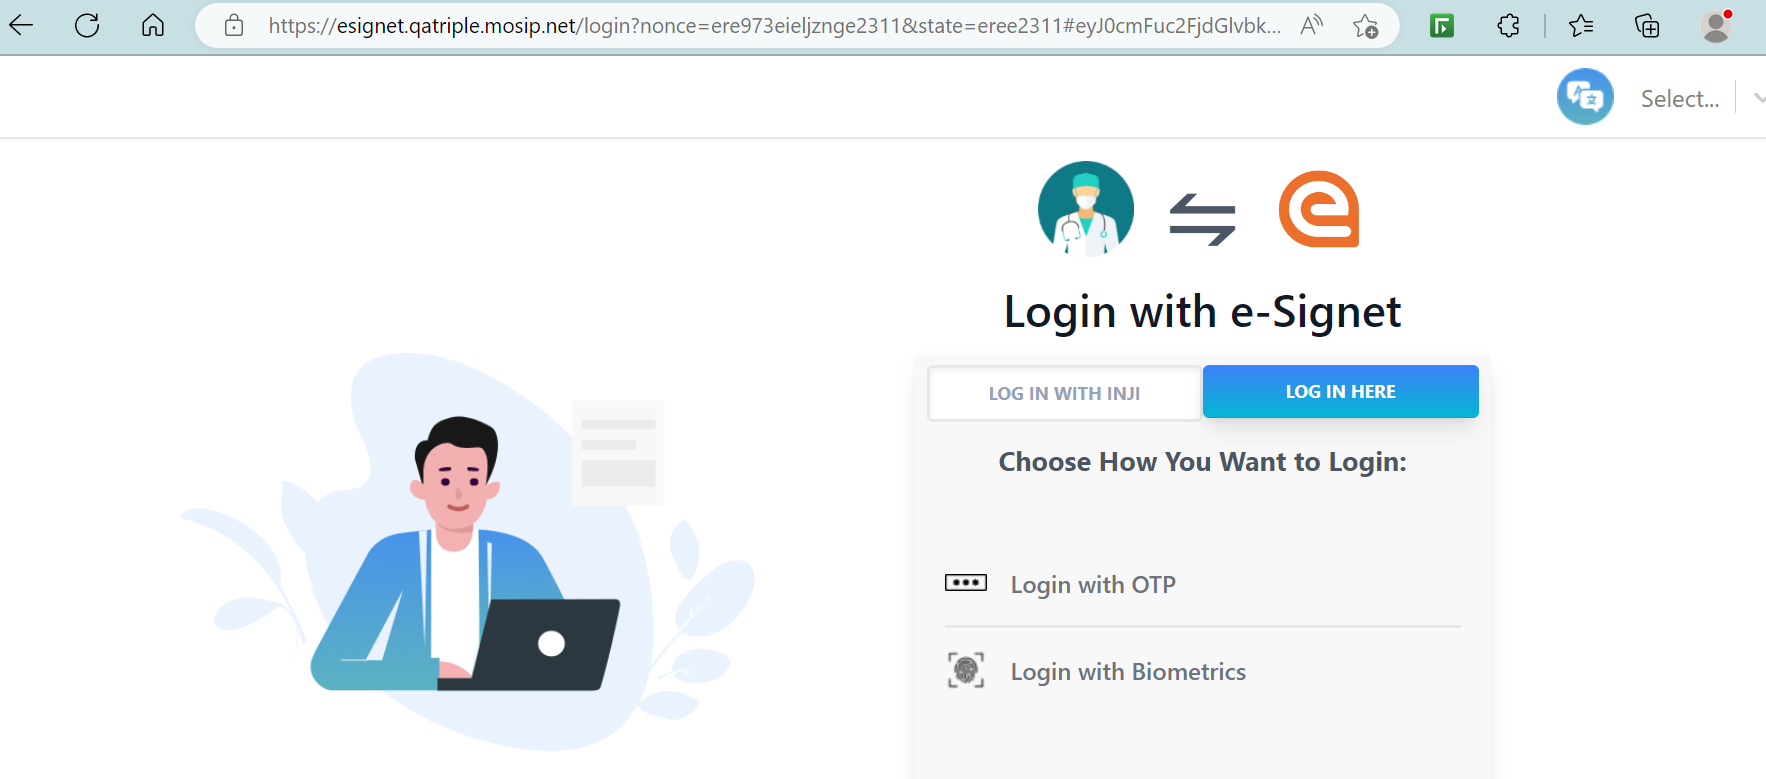 https://esignet.qatriple.mosip.net/login?nonce=ere973eieljznge2311&state=eree2311#eyJ0cmFuc2FjdGlvbk...
Select...
Login with e-Signet
LOG IN WITH INJI
LOG IN HERE
Choose How You Want to Login:
Login with OTP
Login with Biometrics